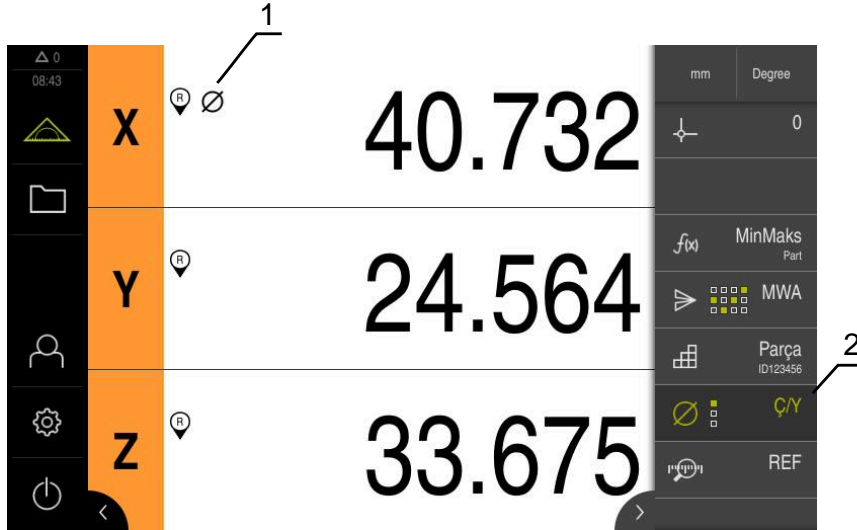 1
0
08:43
mm Degree
X R 40.732
0
Y R 24.564
f(x) MinMaks
Part
MWA
Parça
ID123456
2
Ç/Y
Z R 33.675
REF